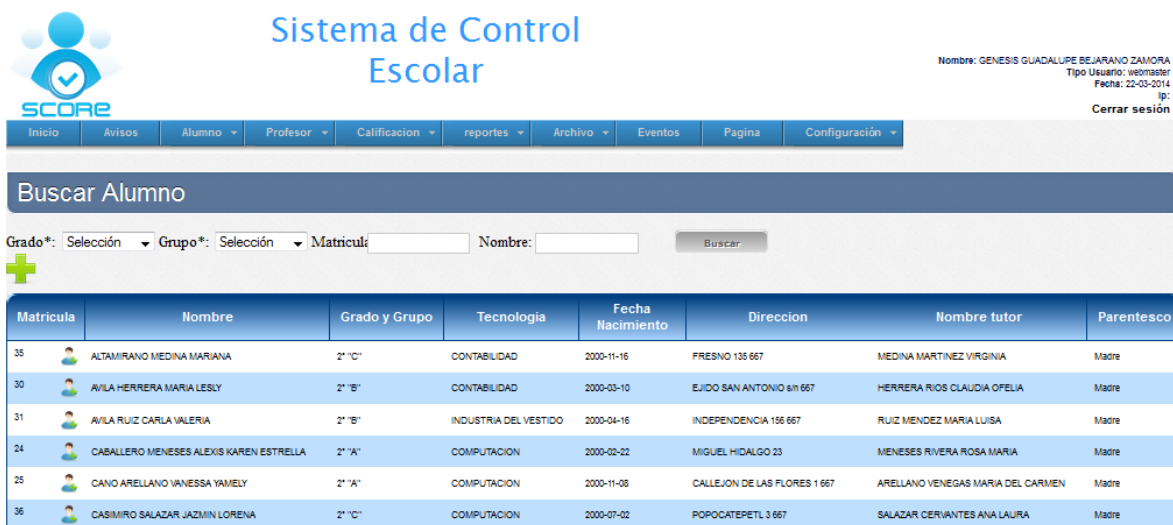 Sistema de Control
Escolar
SCORE
Nombre: GENESIS GUADALUPE BEJARANO ZAMORA
Tipo Usuario: webmaster
Fecha: 22-03-2014
Ip:
Cerrar sesión
Inicio Avisos Alumno Profesor Calificacion reportes Archivo Eventos Pagina Configuración
Buscar Alumno
Grado*: Selección Grupo*: Selección Matricula Nombre: Buscar
Matricula Nombre Grado y Grupo Tecnología Fecha Nacimiento Direccion Nombre tutor Parentesco
35 ALTAMIRANO MEDINA MARIANA 2° "C" CONTABILIDAD 2000-11-16 FRESNO 135 667 MEDINA MARTINEZ VIRGINIA Madre
30 AVILA HERRERA MARIA LESLY 2° "B" CONTABILIDAD 2000-03-10 EJIDO SAN ANTONIO s/n 667 HERRERA RIOS CLAUDIA OFELIA Madre
31 AVILA RUIZ CARLA VALERIA 2° "B" INDUSTRIA DEL VESTIDO 2000-04-16 INDEPENDENCIA 156 667 RUIZ MENDEZ MARIA LUISA Madre
24 CABALLERO MENESES ALEXIS KAREN ESTRELLA 2° "A" COMPUTACION 2000-02-22 MIGUEL HIDALGO 23 MENESES RIVERA ROSA MARIA Madre
25 CANO ARELLANO VANESSA YAMELY 2° "A" COMPUTACION 2000-11-08 CALLEJON DE LAS FLORES 1 667 ARELLANO VENEGAS MARIA DEL CARMEN Madre
36 CASIMIRO SALAZAR JAZMIN LORENA 2° "C" COMPUTACION 2000-07-02 POPOCATEPETL 3 667 SALAZAR CERVANTES ANA LAURA Madre